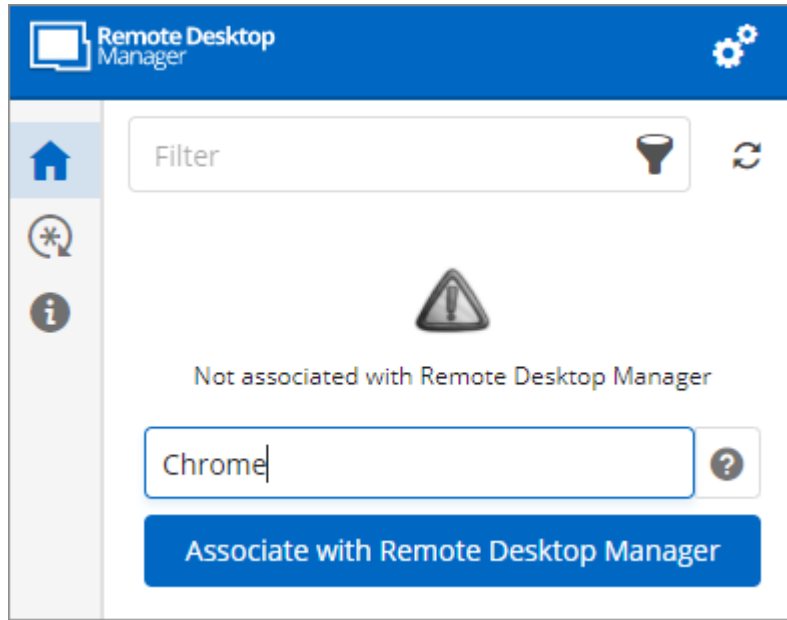 Remote Desktop
Manager
Filter
Not associated with Remote Desktop Manager
Chrome
Associate with Remote Desktop Manager